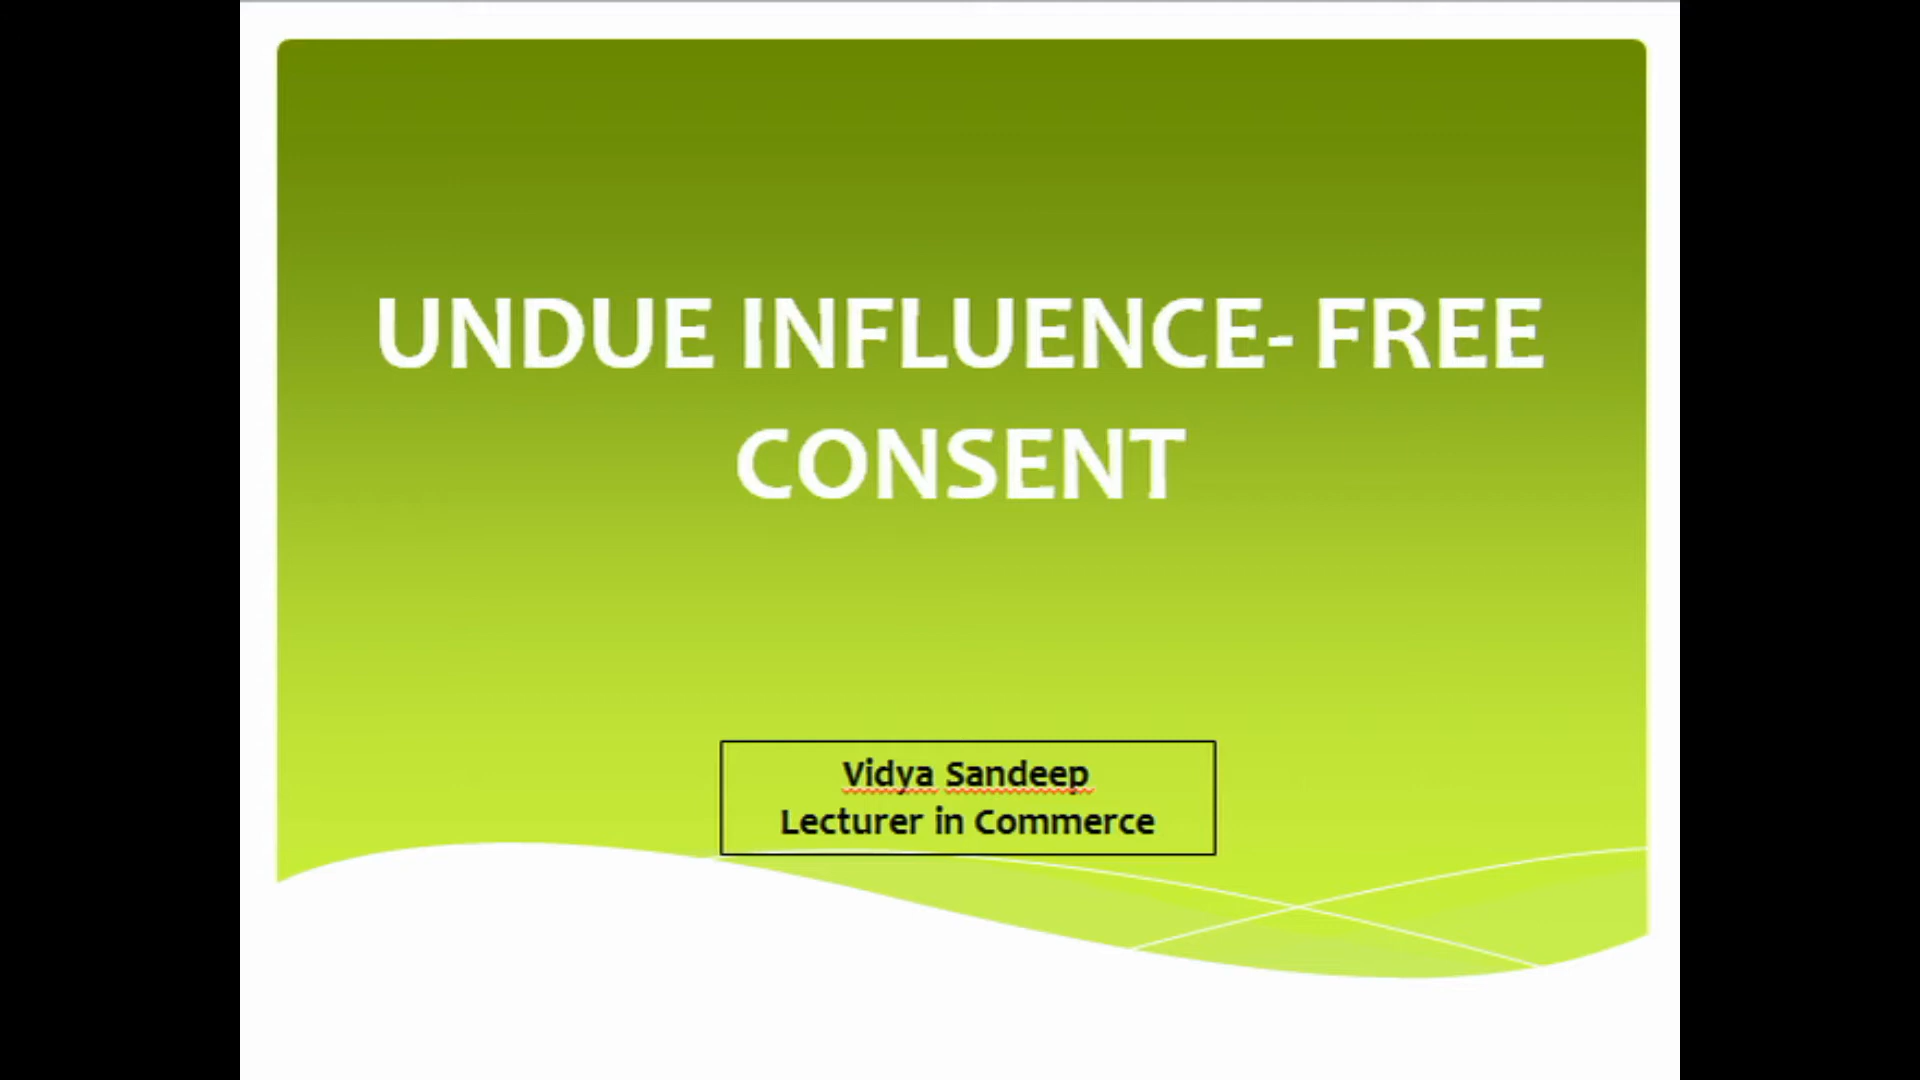 UNDUE INFLUENCE- FREE
CONSENT
Vidya Sandeep
Lecturer in Commerce